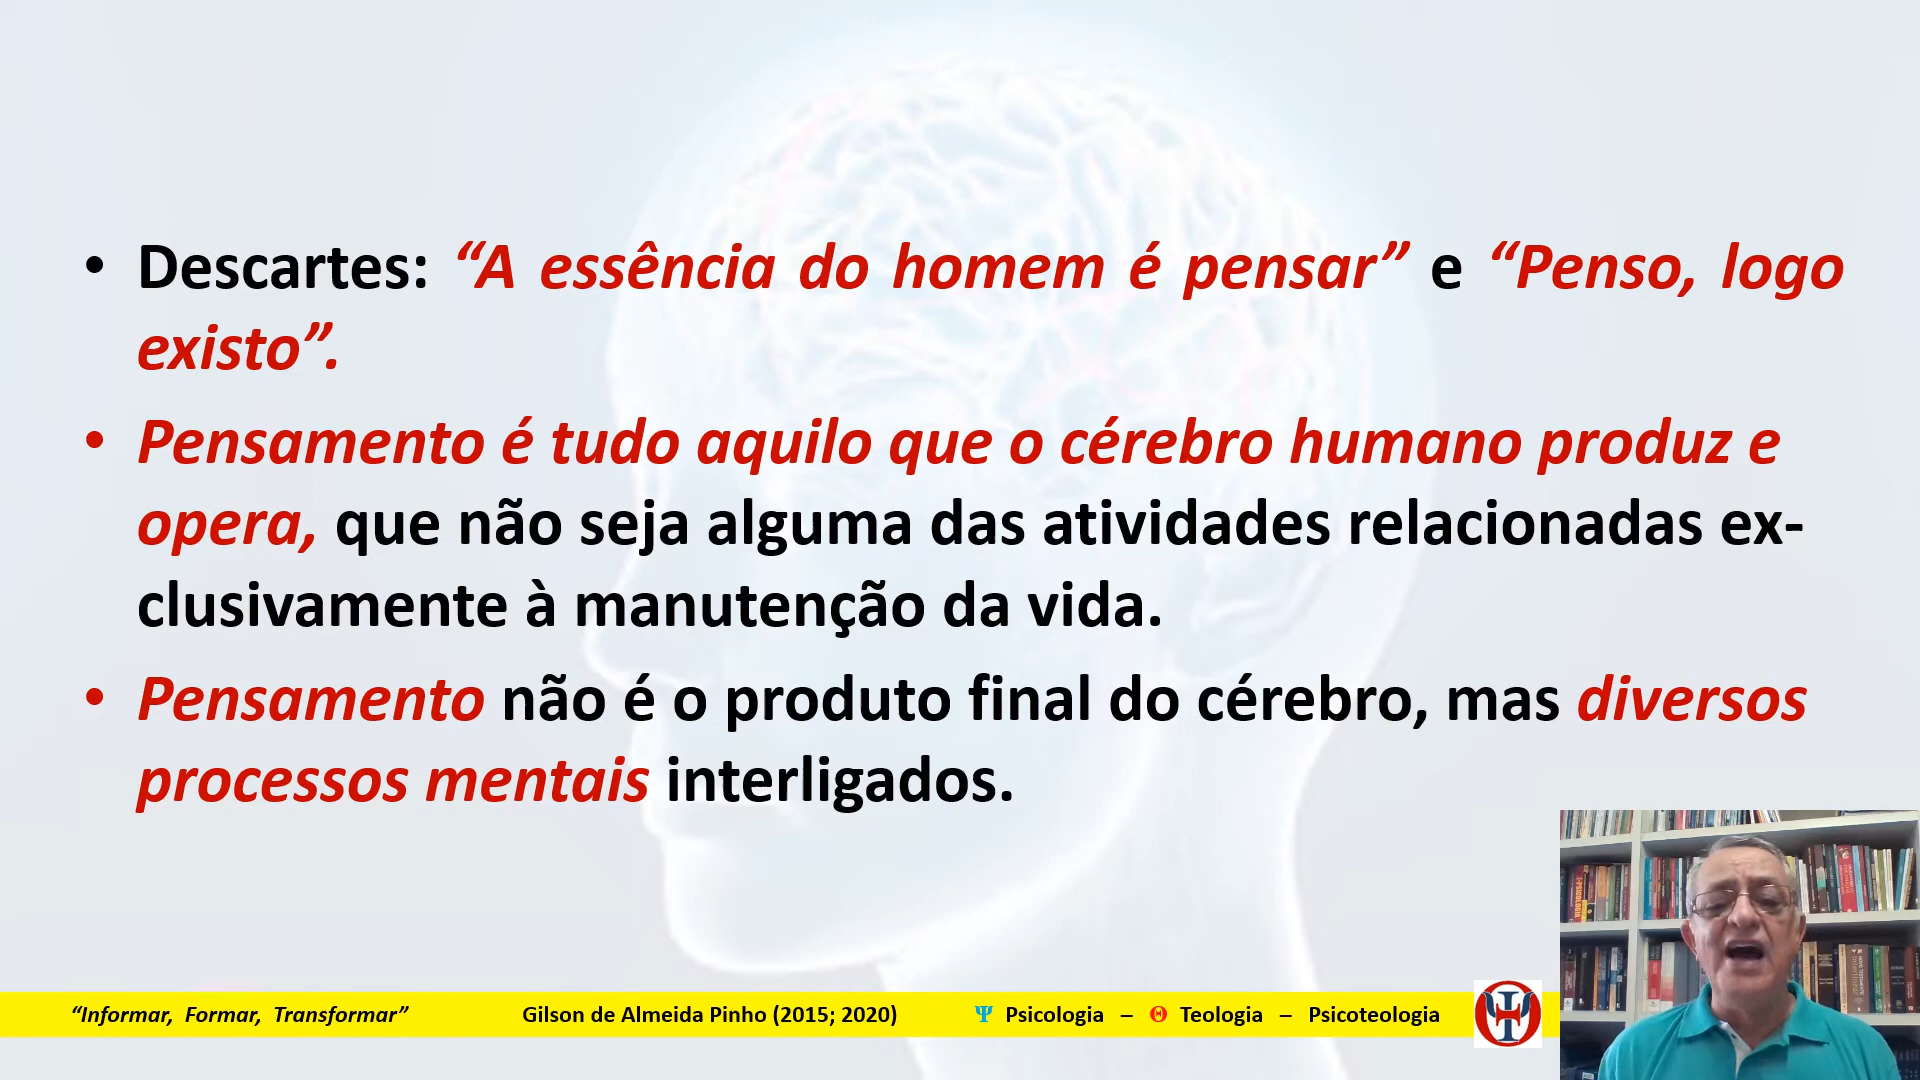 • Descartes: “A essência do homem é pensar” e “Penso, logo
existo”.
• Pensamento é tudo aquilo que o cérebro humano produz e
opera, que não seja alguma das atividades relacionadas ex-
clusivamente à manutenção da vida.
• Pensamento não é o produto final do cérebro, mas diversos
processos mentais interligados.
“Informar, Formar, Transformar” Gilson de Almeida Pinho (2015; 2020) Ψ Psicologia – Θ Teologia – Psicoteologia